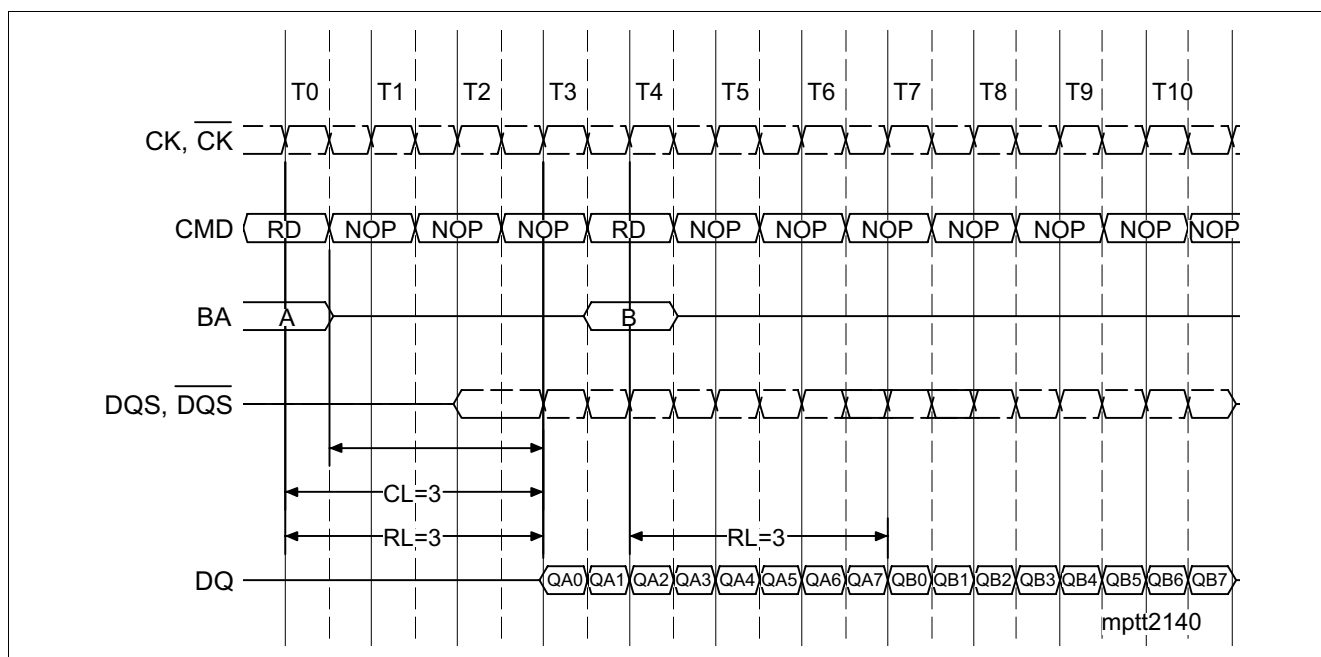 T0 T1 T2 T3 T4 T5 T6 T7 T8 T9 T10
CK, C̅K̅
CMD RD NOP NOP NOP RD NOP NOP NOP NOP NOP NOP NOP
BA A B
DQS, D̅Q̅S̅
CL=3
RL=3 RL=3
DQ QA0 QA1 QA2 QA3 QA4 QA5 QA6 QA7 QB0 QB1 QB2 QB3 QB4 QB5 QB6 QB7
mptt2140